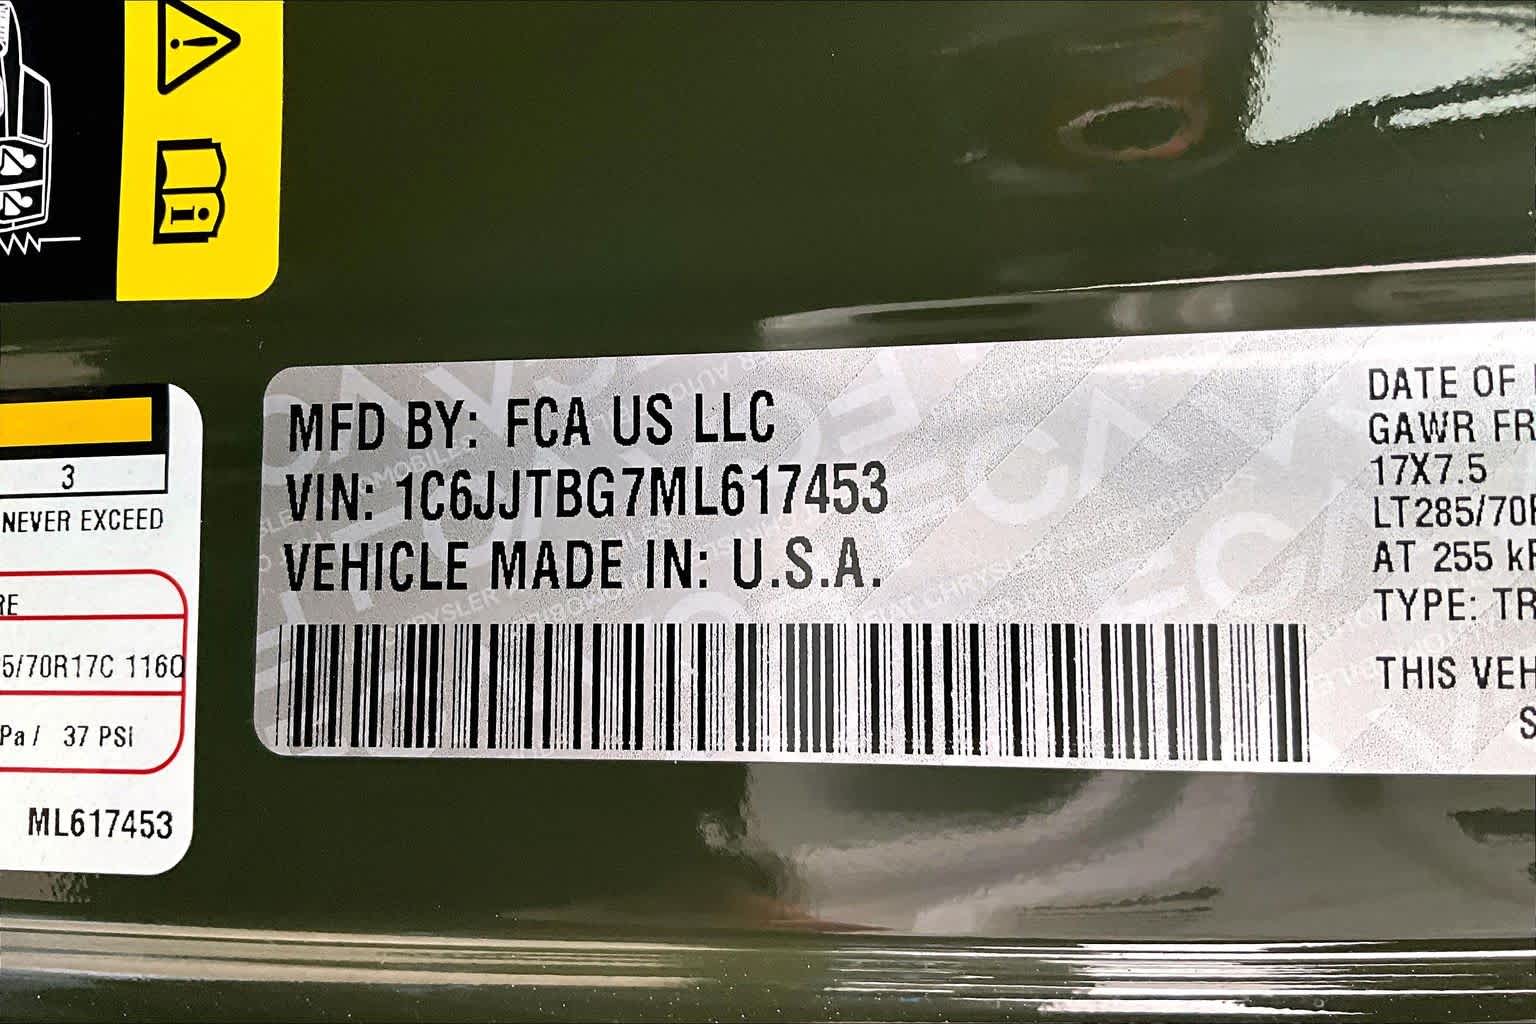 3
NEVER EXCEED
RE
5/70R17C 116Q
Pa / 37 PSI
ML617453
MFD BY: FCA US LLC
VIN: 1C6JJTBG7ML617453
VEHICLE MADE IN: U.S.A.
DATE OF
GAWR FR
17X7.5
LT285/70R
AT 255 kP
TYPE: TR
THIS VEH
S